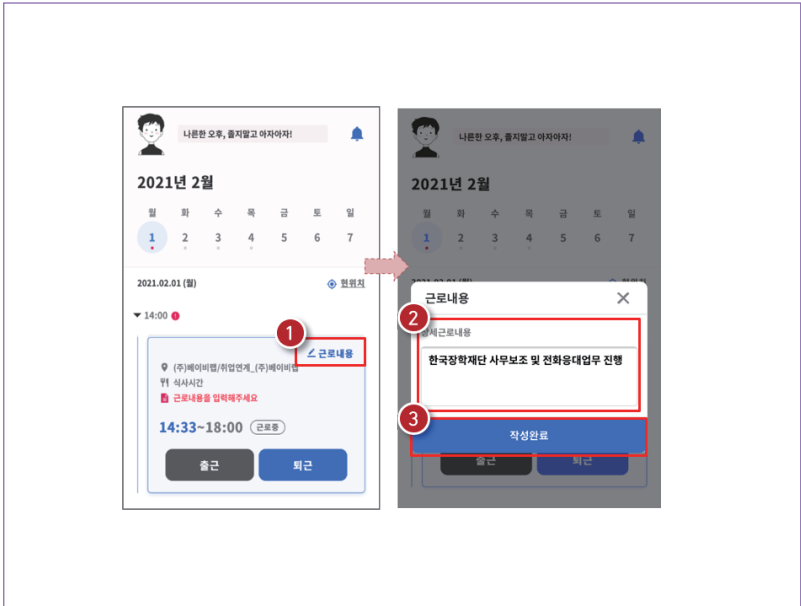 나른한 오후, 졸지말고 아자아자!
2021년 2월
월 화 수 목 금 토 일
1 2 3 4 5 6 7
2021.02.01 (월)
현위치
14:00
1
근로내용
(주)베이비랩/취업연계_(주)베이비랩
식사시간
근로내용을 입력해주세요
14:33~18:00 근로중
출근 퇴근
나른한 오후, 졸지말고 아자아자!
2021년 2월
월 화 수 목 금 토 일
1 2 3 4 5 6 7
2021.02.01 (월)
현위치
근로내용
2
상세근로내용
한국장학재단 사무보조 및 전화응대업무 진행
3
작성완료
출근 퇴근